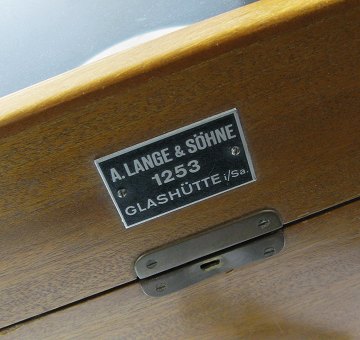 A. LANGE & SÖHNE
1253
GLASHÜTTE i/Sa.